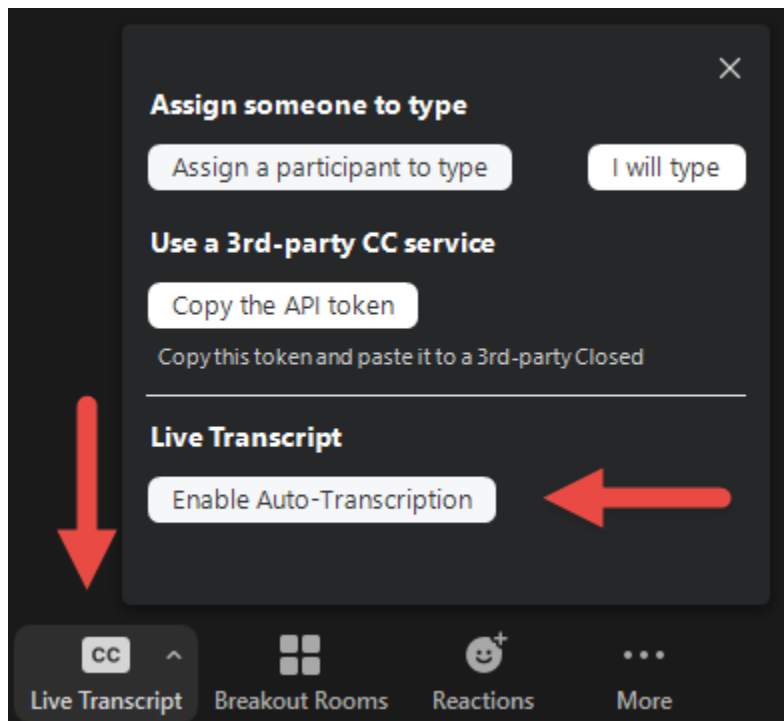 Assign someone to type
Assign a participant to type
I will type
Use a 3rd-party CC service
Copy the API token
Copy this token and paste it to a 3rd-party Closed
Live Transcript
Enable Auto-Transcription
CC
Live Transcript
Breakout Rooms
Reactions
More